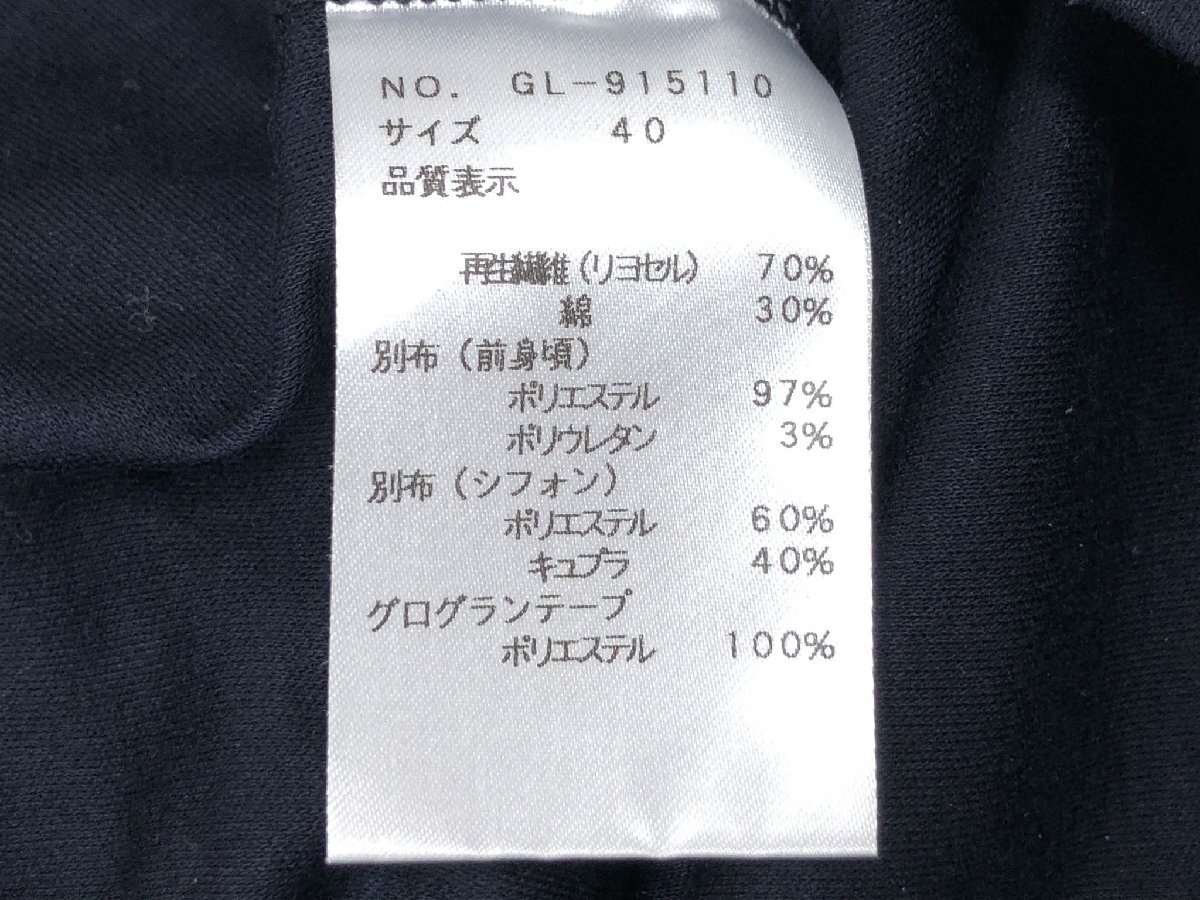 NO. GL-915110
サイズ 40
品質表示
再生繊維(リヨセル) 70%
綿 30%
別布(前身頃)
ポリエステル 97%
ポリウレタン 3%
別布(シフォン)
ポリエステル 60%
キュプラ 40%
グログランテープ
ポリエステル 100%